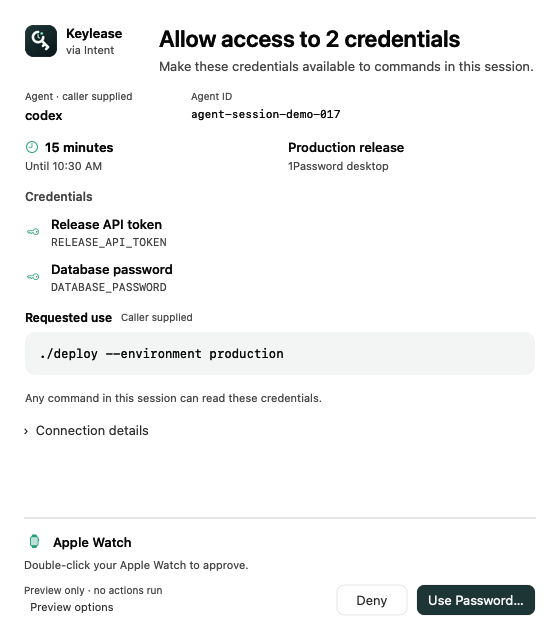 Keylease
via Intent
Allow access to 2 credentials
Make these credentials available to commands in this session.
Agent · caller supplied
codex
Agent ID
agent-session-demo-017
15 minutes
Until 10:30 AM
Production release
1Password desktop
Credentials
Release API token
RELEASE_API_TOKEN
Database password
DATABASE_PASSWORD
Requested use Caller supplied
./deploy --environment production
Any command in this session can read these credentials.
› Connection details
Apple Watch
Double-click your Apple Watch to approve.
Preview only · no actions run
Preview options
Deny
Use Password...